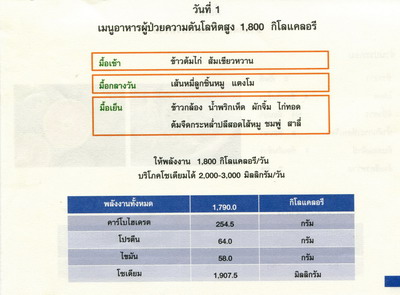 วันที่ 1
เมนูอาหารผู้ป่วยความดันโลหิตสูง 1,800 กิโลแคลอรี
มื้อเช้า ข้าวต้มไก่ ส้มเขียวหวาน
มื้อกลางวัน เส้นหมี่ลูกชิ้นหมู แตงโม
มื้อเย็น ข้าวกล้อง น้ำพริกเห็ด ผักจิ้ม ไก่ทอด
ต้มจืดกระหล่ำปลีสอดไส้หมู ชมพู่ สาลี่
ให้พลังงาน 1,800 กิโลแคลอรี/วัน
บริโภคโซเดียมได้ 2,000-3,000 มิลลิกรัม/วัน
พลังงานทั้งหมด 1,790.0 กิโลแคลอรี
คาร์โบไฮเดรต 254.5 กรัม
โปรตีน 64.0 กรัม
ไขมัน 58.0 กรัม
โซเดียม 1,907.5 มิลลิกรัม